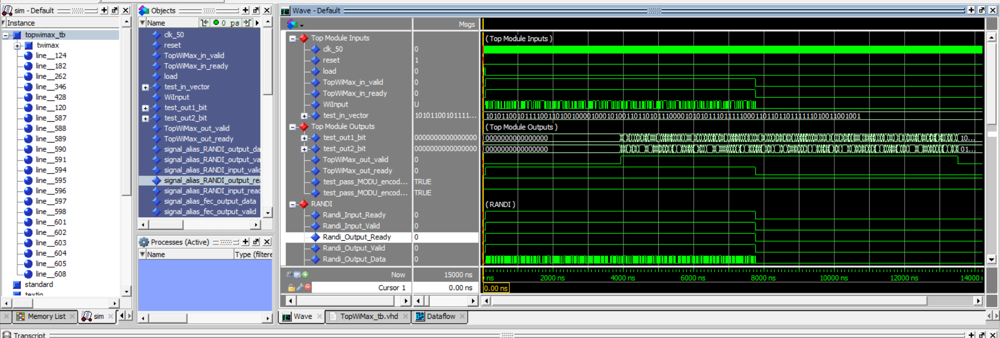 sim - Default
Instance
topwimax_tb
twimax
line__124
line__182
line__262
line__346
line__428
line__120
line__587
line__588
line__589
line__590
line__591
line__594
line__595
line__596
line__597
line__598
line__601
line__602
line__603
line__604
line__605
line__608
standard
textio
Memory List
sim
Objects
Name
0 ps
clk_50
reset
TopWiMax_in_valid
TopWiMax_in_ready
load
test_in_vector
WiInput
test_out1_bit
test_out2_bit
TopWiMax_out_valid
TopWiMax_out_ready
signal_alias_RANDI_output_da
signal_alias_RANDI_output_va
signal_alias_RANDI_input_valid
signal_alias_RANDI_output_re
signal_alias_RANDI_input_read
signal_alias_fec_output_data
signal_alias_fec_output_valid
Processes (Active)
Name Type (filtere
Wave - Default
Msgs
Top Module Inputs (Top Module Inputs)
clk_50 0
reset 1
load 0
TopWiMax_in_valid 0
TopWiMax_in_ready 0
WiInput U
test_in_vector 10101100101111...
Top Module Outputs (Top Module Outputs)
test_out1_bit 0000000000000000 0000000000000000 10...
test_out2_bit 0000000000000000 0000000000000000 01...
TopWiMax_out_valid 0
TopWiMax_out_ready 0
test_pass_MODU_encod... TRUE
test_pass_MODU_encod... TRUE
RANDI (RANDI)
Randi_Input_Ready 0
Randi_Input_Valid 0
Randi_Output_Ready 0
Randi_Output_Valid 0
Randi_Output_Data 0
Now 15000 ns
ns 2000 ns 4000 ns 6000 ns 8000 ns 10000 ns 12000 ns 14000
Cursor 1 0.00 ns 0.00 ns
Wave
TopWiMax_tb.vhd
Dataflow
Transcript